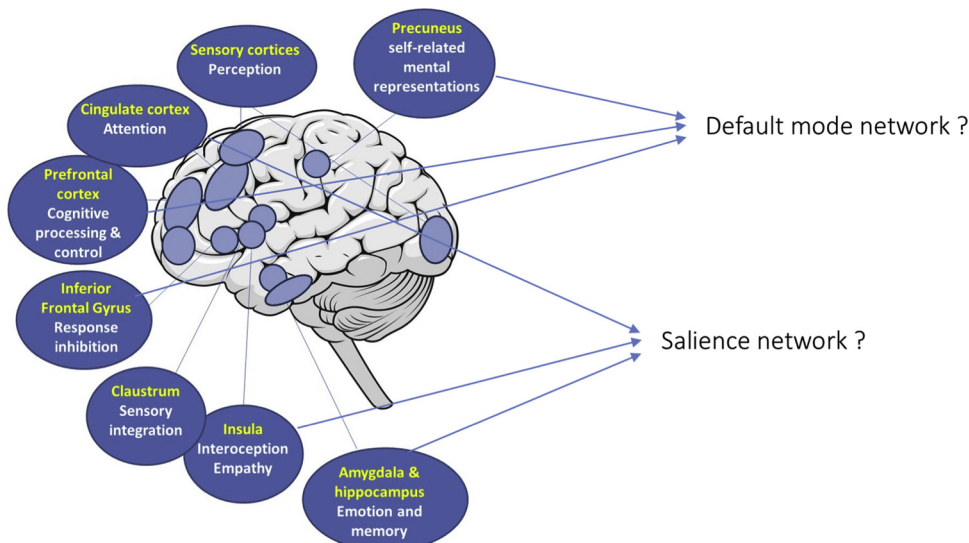 Sensory cortices
Perception
Precuneus
self-related
mental
representations
Cingulate cortex
Attention
Default mode network ?
Prefrontal
cortex
Cognitive
processing &
control
Inferior
Frontal Gyrus
Response
inhibition
Salience network ?
Claustrum
Sensory
integration
Insula
Interoception
Empathy
Amygdala &
hippocampus
Emotion and
memory